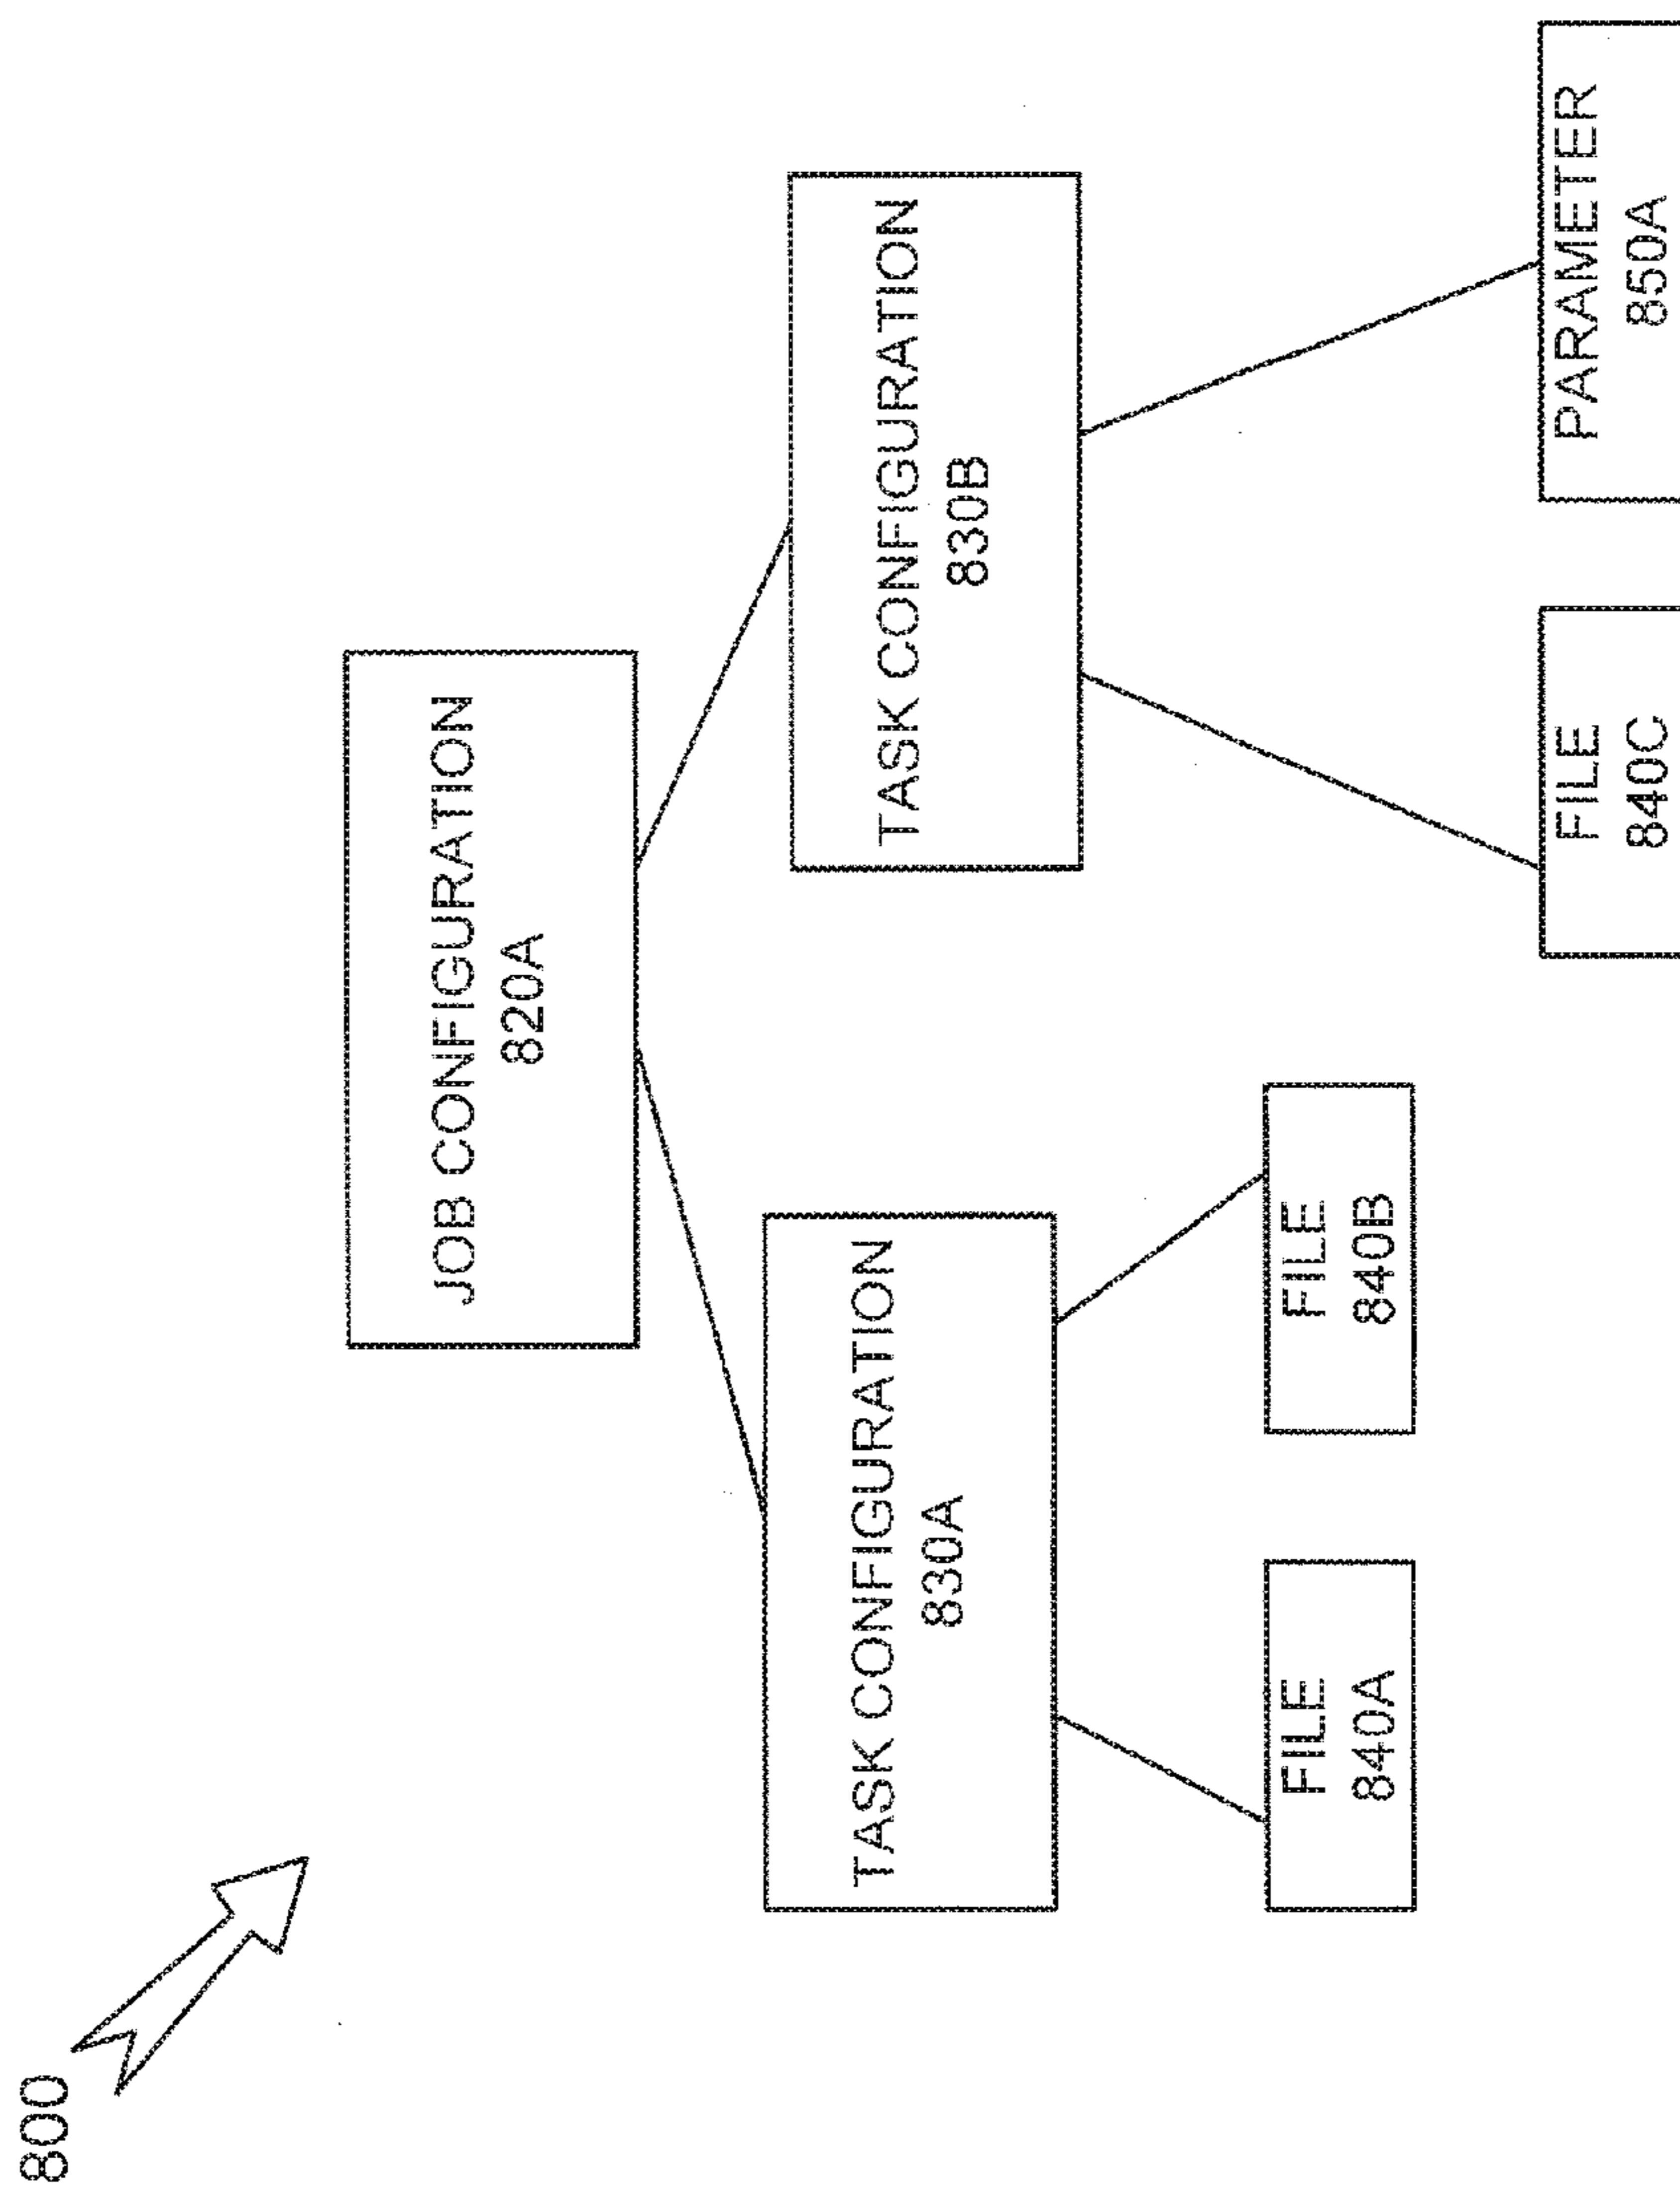 800
JOB CONFIGURATION
820A
TASK CONFIGURATION
830A
TASK CONFIGURATION
830B
FILE
840A
FILE
840B
FILE
840C
PARAMETER
850A